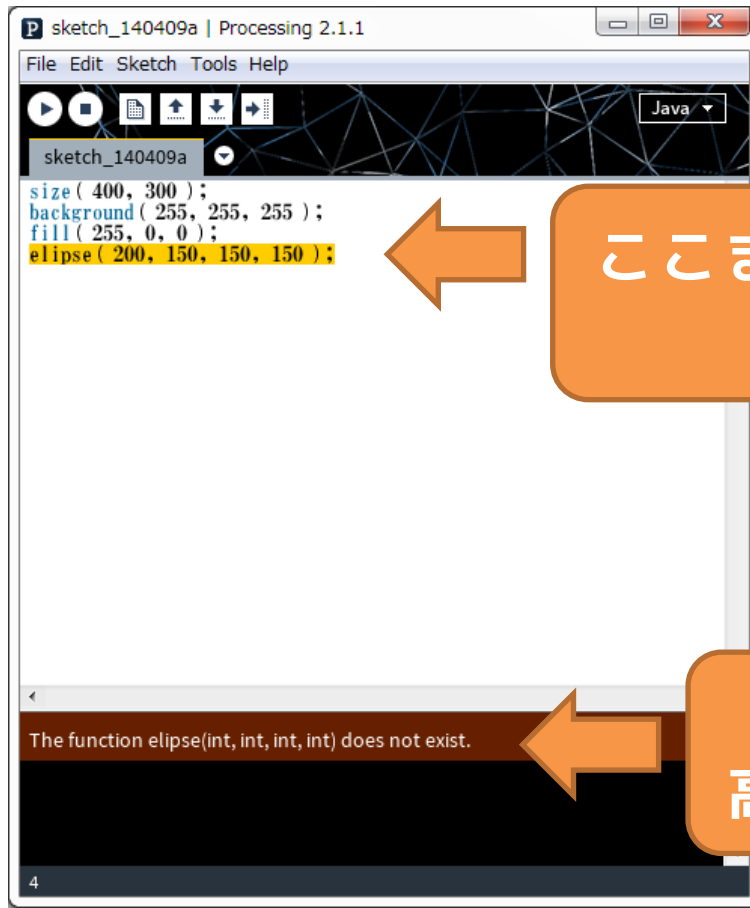 sketch_140409a | Processing 2.1.1
File Edit Sketch Tools Help
Java
sketch_140409a
size( 400, 300 );
background( 255, 255, 255 );
fill( 255, 0, 0 );
elipse( 200, 150, 150, 150 );
ここ
The function elipse(int, int, int, int) does not exist.
4